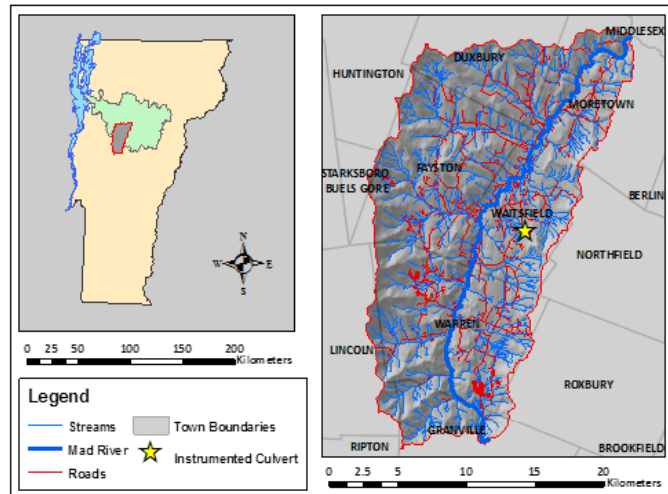 N
W E
S
0 25 50 100 150 200
Kilometers
Legend
Streams
Mad River
Roads
Town Boundaries
Instrumented Culvert
MIDDLESEX
DUXBURY
HUNTINGTON
MORETOWN
STARKSBORO
FAYSTON
BUELS GORE
BERLIN
WAITSFIELD
NORTHFIELD
WARREN
LINCOLN
ROXBURY
GRANVILLE
RIPTON
BROOKFIELD
0 2.5 5 10 15 20
Kilometers